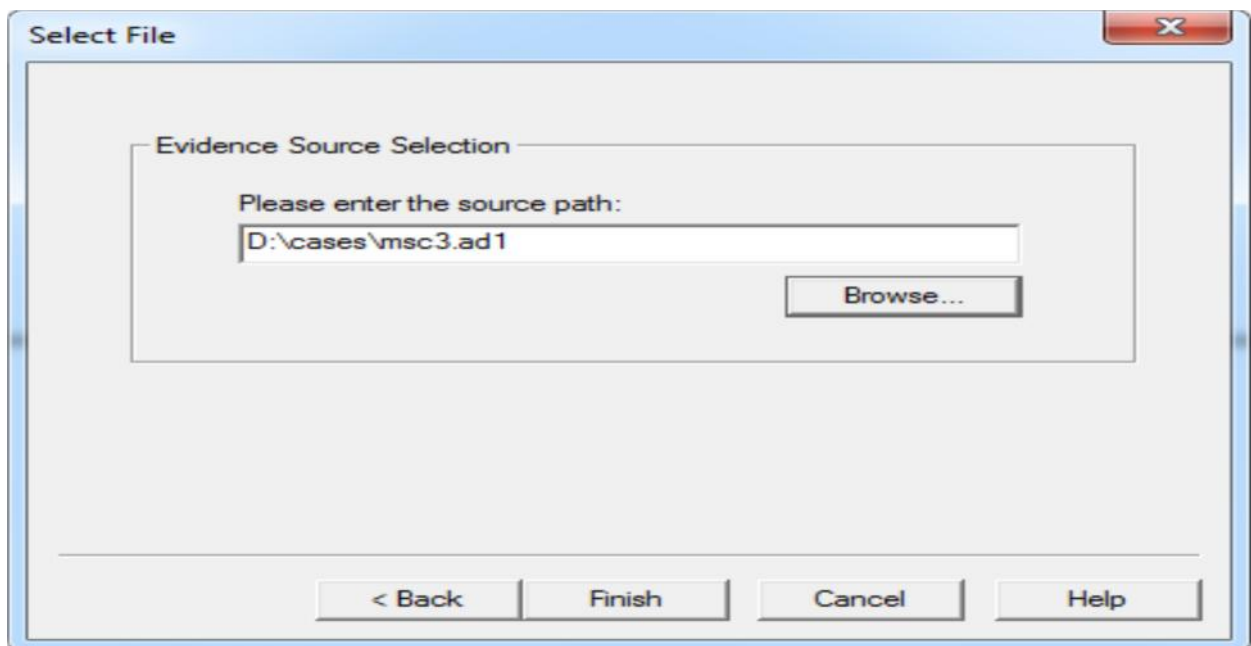 Select File
Evidence Source Selection
Please enter the source path:
D:\cases\msc3.ad1
Browse...
< Back
Finish
Cancel
Help